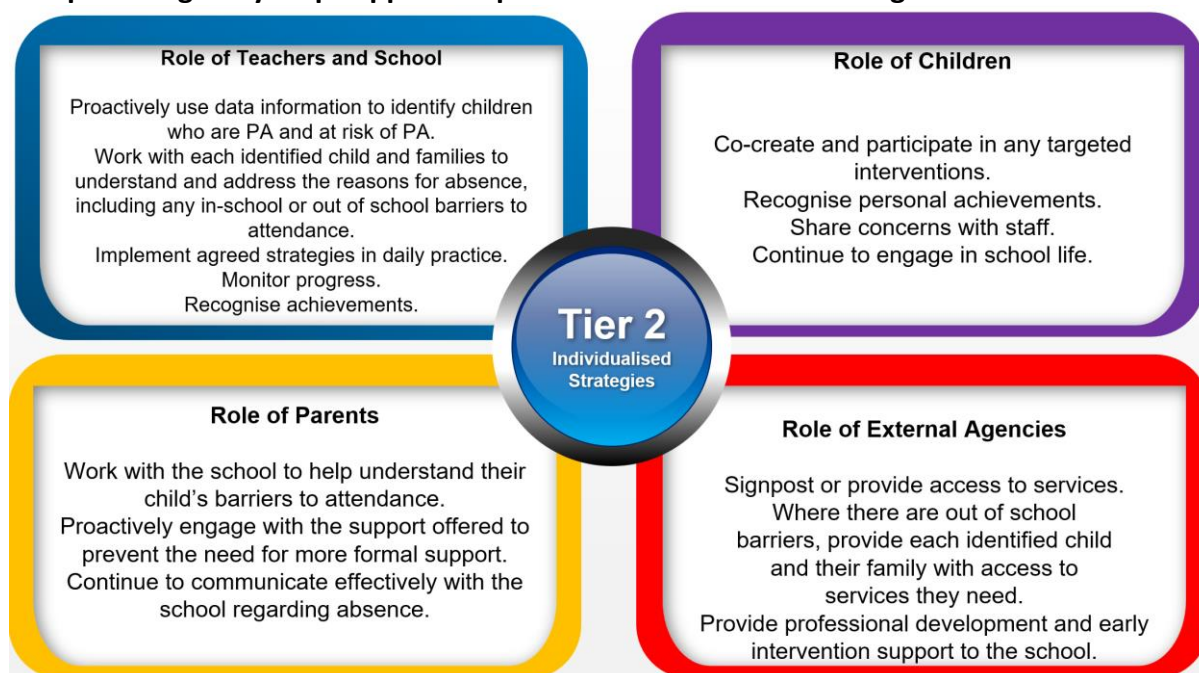 Role of Teachers and School
Proactively use data information to identify children
who are PA and at risk of PA.
Work with each identified child and families to
understand and address the reasons for absence,
including any in-school or out of school barriers to
attendance.
Implement agreed strategies in daily practice.
Monitor progress.
Recognise achievements.
Role of Children
Co-create and participate in any targeted
interventions.
Recognise personal achievements.
Share concerns with staff.
Continue to engage in school life.
Tier 2
Individualised
Strategies
Role of Parents
Work with the school to help understand their
child's barriers to attendance.
Proactively engage with the support offered to
prevent the need for more formal support.
Continue to communicate effectively with the
school regarding absence.
Role of External Agencies
Signpost or provide access to services.
Where there are out of school
barriers, provide each identified child
and their family with access to
services they need.
Provide professional development and early
intervention support to the school.